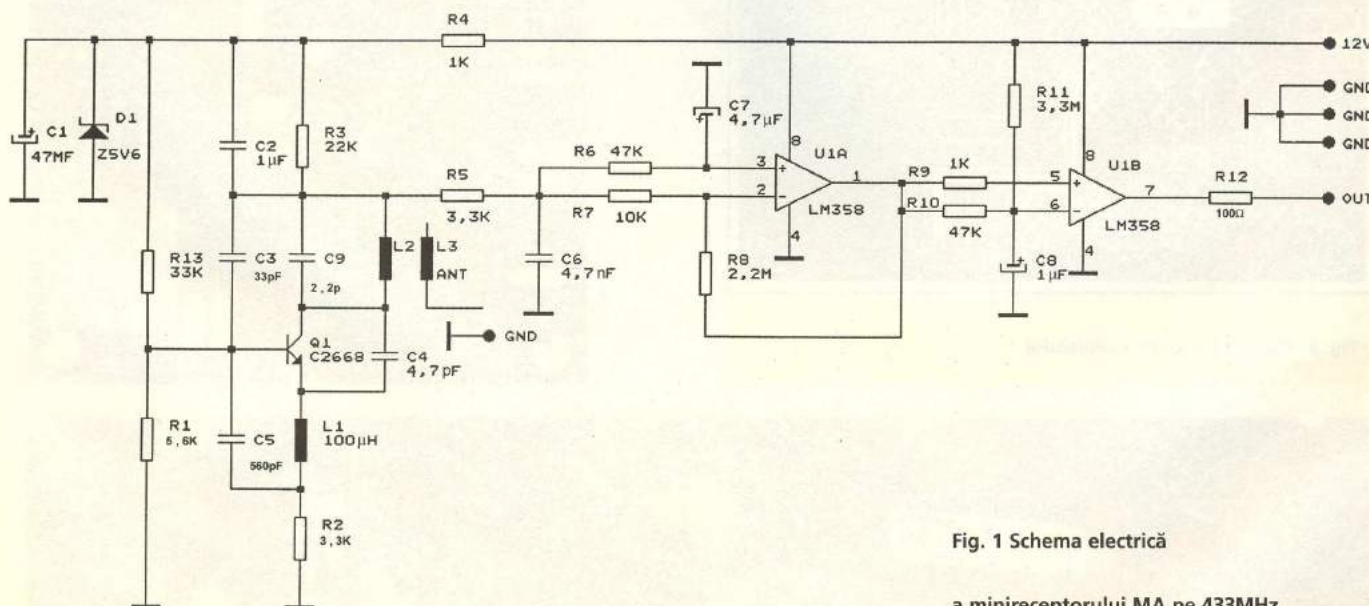 R4
1K
12V
GND
GND
GND
C1
47MF
D1
Z5V6
C2
1µF
R3
22K
R5
3,3K
R6 47K
R7 10K
C7
4,7µF
3
2
8
1
4
U1A
LM358
R8
2,2M
R9 1K
R10
47K
R11
3,3M
5
6
8
7
4
U1B
LM358
R12
100Ω
OUT
C8
1µF
R13
33K
C3
33pF
C9
2,2p
L2
L3
ANT
C6
4,7nF
GND
Q1
C2668
C4
4,7pF
R1
5,6K
C5
560pF
L1
100µH
R2
3,3K
Fig. 1 Schema electrică
a minireceptorului MA pe 433MHz